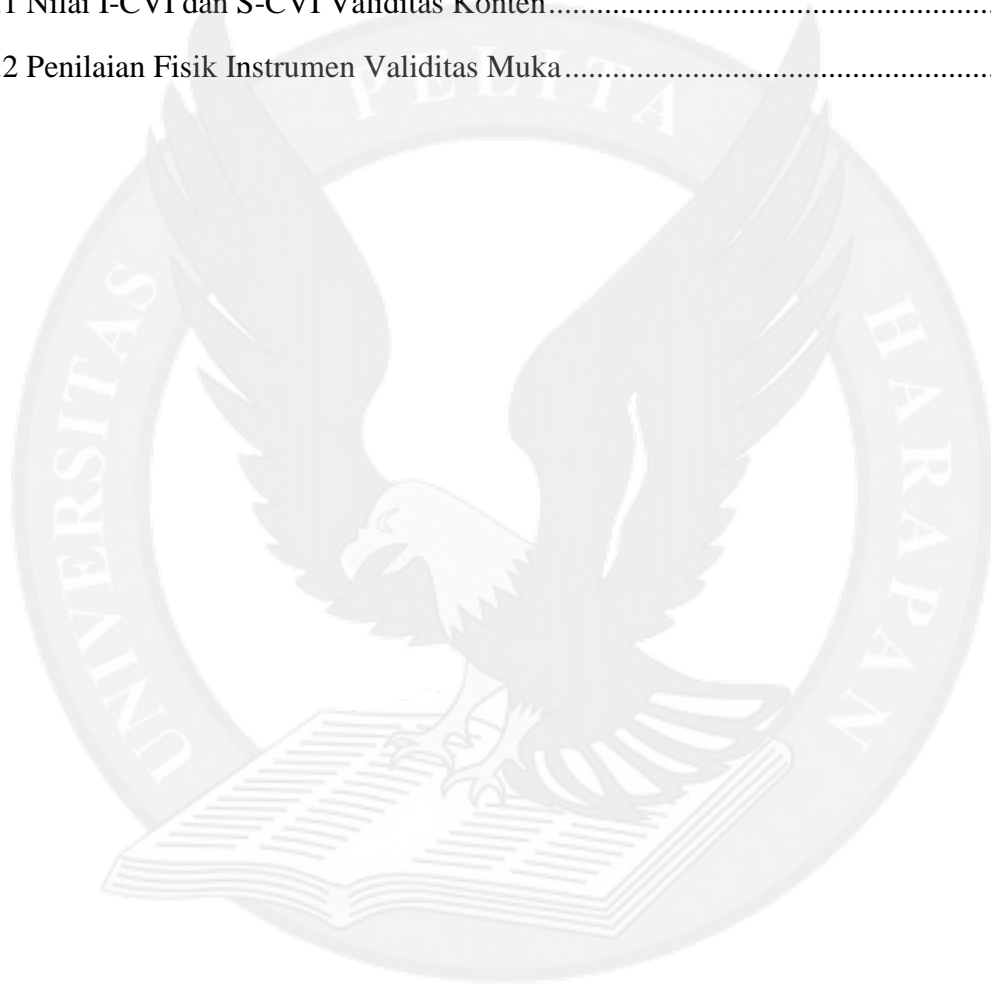 .1 Nilai I-CVI dan S-CVI Validitas Konten
.2 Penilaian Fisik Instrumen Validitas Muka
UNIVERSITAS PELITA HARAPAN